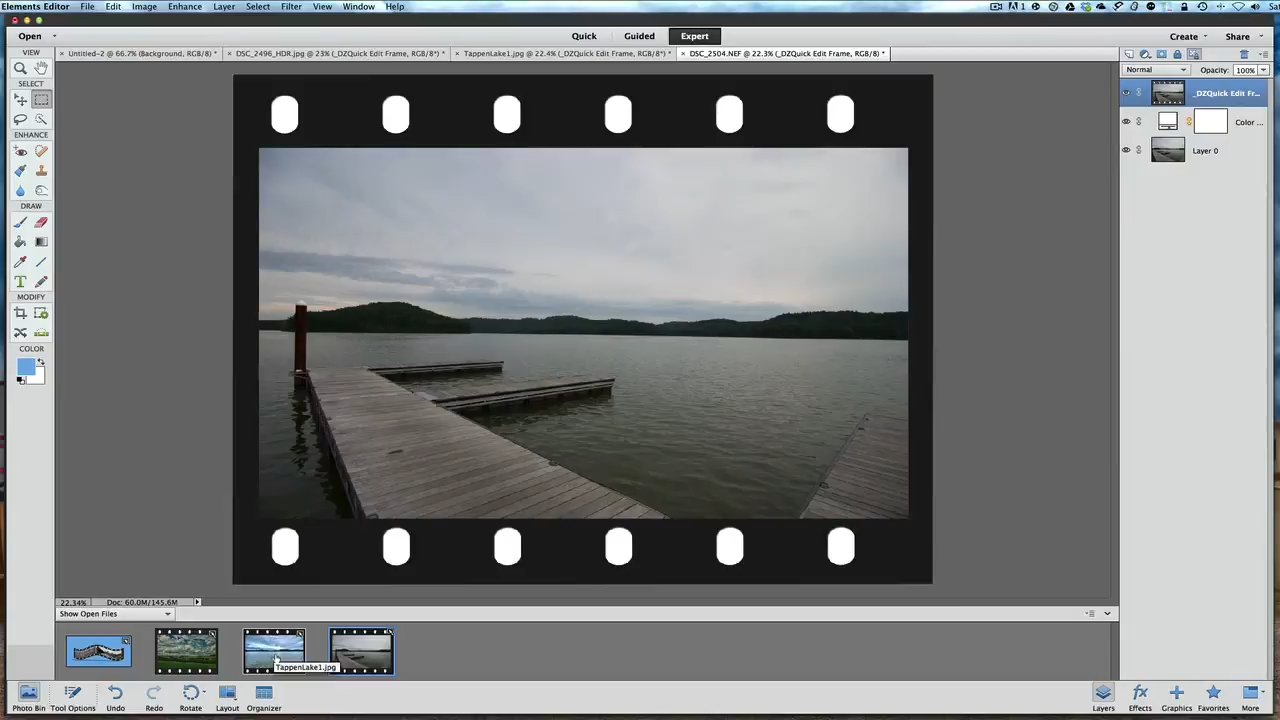 Elements Editor File Edit Image Enhance Layer Select Filter View Window Help
Open Quick Guided Expert Create Share
VIEW
× Untitled-2 @ 66.7% (Background, RGB/8) * × DSC_2496_HDR.jpg @ 23% (_DZQuick Edit Frame, RGB/8*) * × TappenLake1.jpg @ 22.4% (_DZQuick Edit Frame, RGB/8*) * × DSC_2504.NEF @ 22.3% (_DZQuick Edit Frame, RGB/8) *
Normal Opacity: 100%
SELECT
_DZQuick Edit Fr...
Color ...
ENHANCE
Layer 0
DRAW
T
MODIFY
COLOR
22.34% Doc: 60.0M/145.6M
Show Open Files
TappenLake1.jpg
Photo Bin Tool Options Undo Redo Rotate Layout Organizer Layers Effects Graphics Favorites More